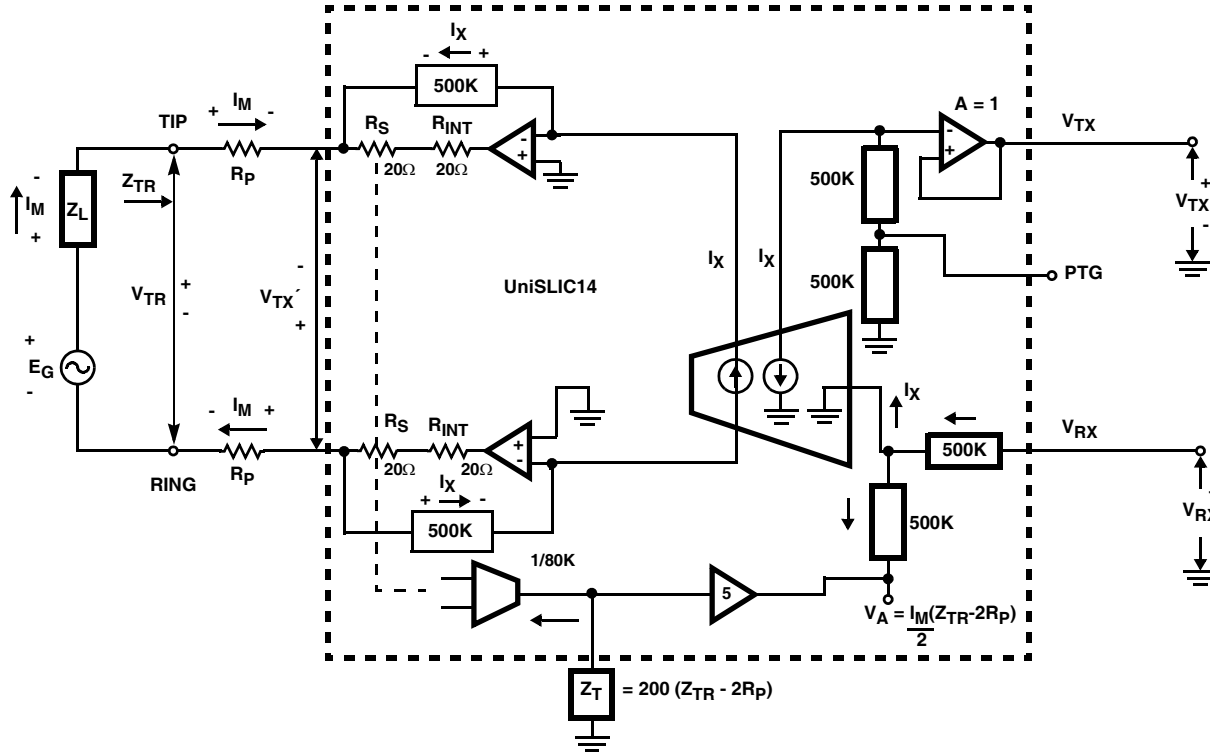 I_X
- +
500K
A = 1
+ I_M -
TIP
R_S
R_INT
-
+
20Ω
20Ω
R_P
-
+
V_TX
500K
Z_TR
-
I_M
+
Z_L
+
V_TX
-
I_X
I_X
PTG
V_TR
+
-
-
V_TX´
+
UniSLIC14
500K
+
E_G
-
I_X
- I_M +
R_S
R_INT
+
-
V_RX
500K
R_P
20Ω
20Ω
RING
I_X
+ -
500K
500K
V_RX
1/80K
5
V_A = I_M(Z_TR-2R_P)
2
Z_T = 200 (Z_TR - 2R_P)